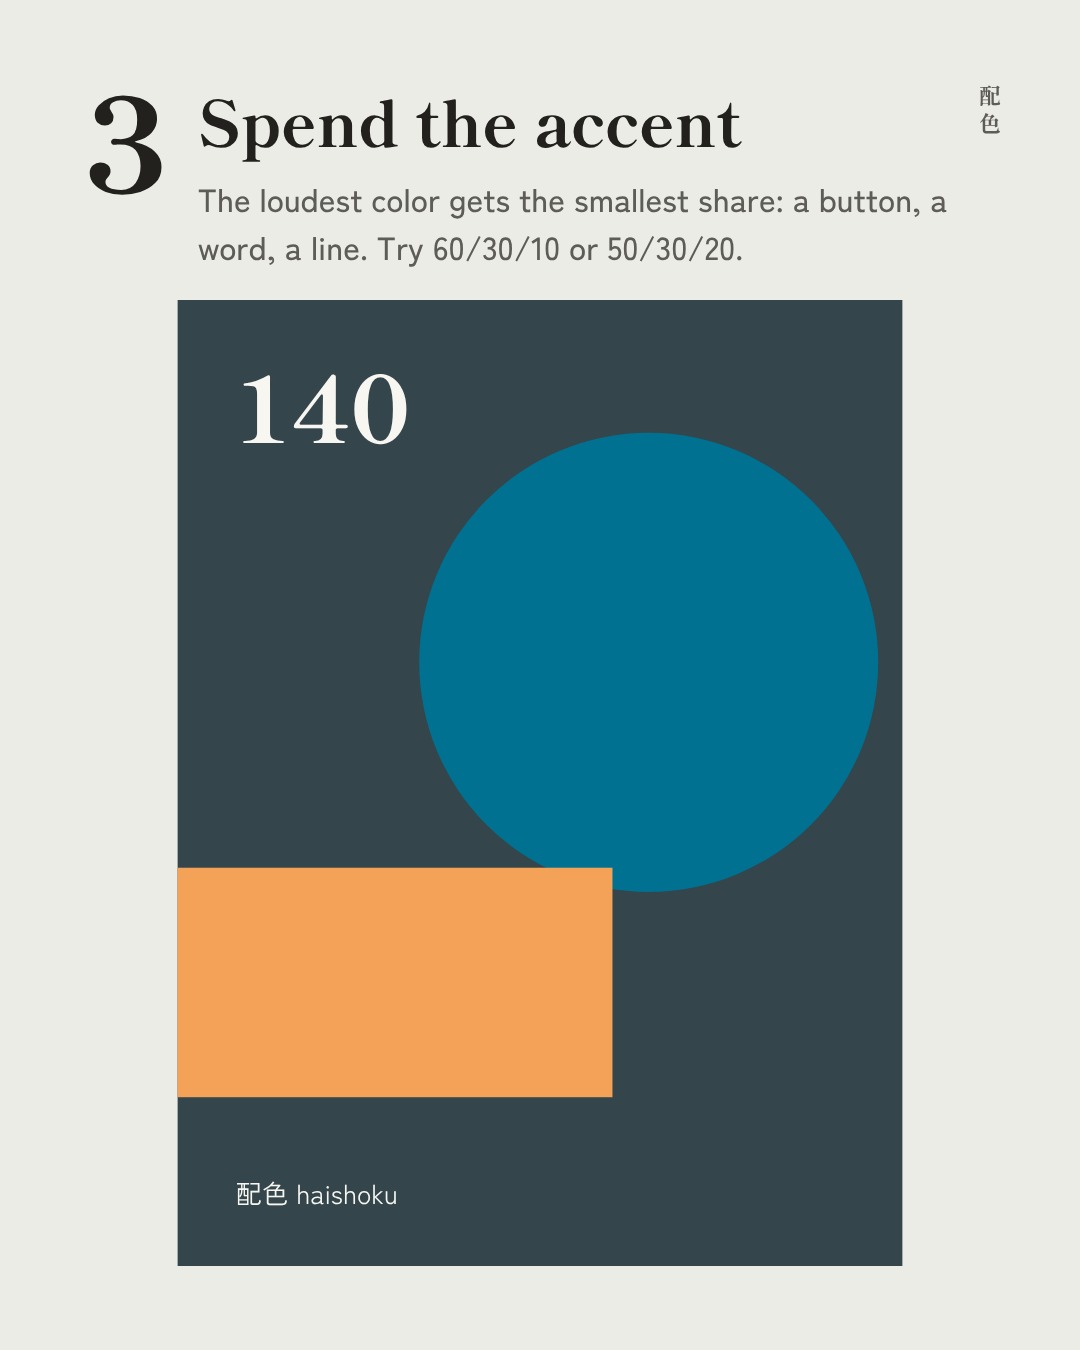 3
Spend the accent
配色
The loudest color gets the smallest share: a button, a
word, a line. Try 60/30/10 or 50/30/20.
140
配色 haishoku